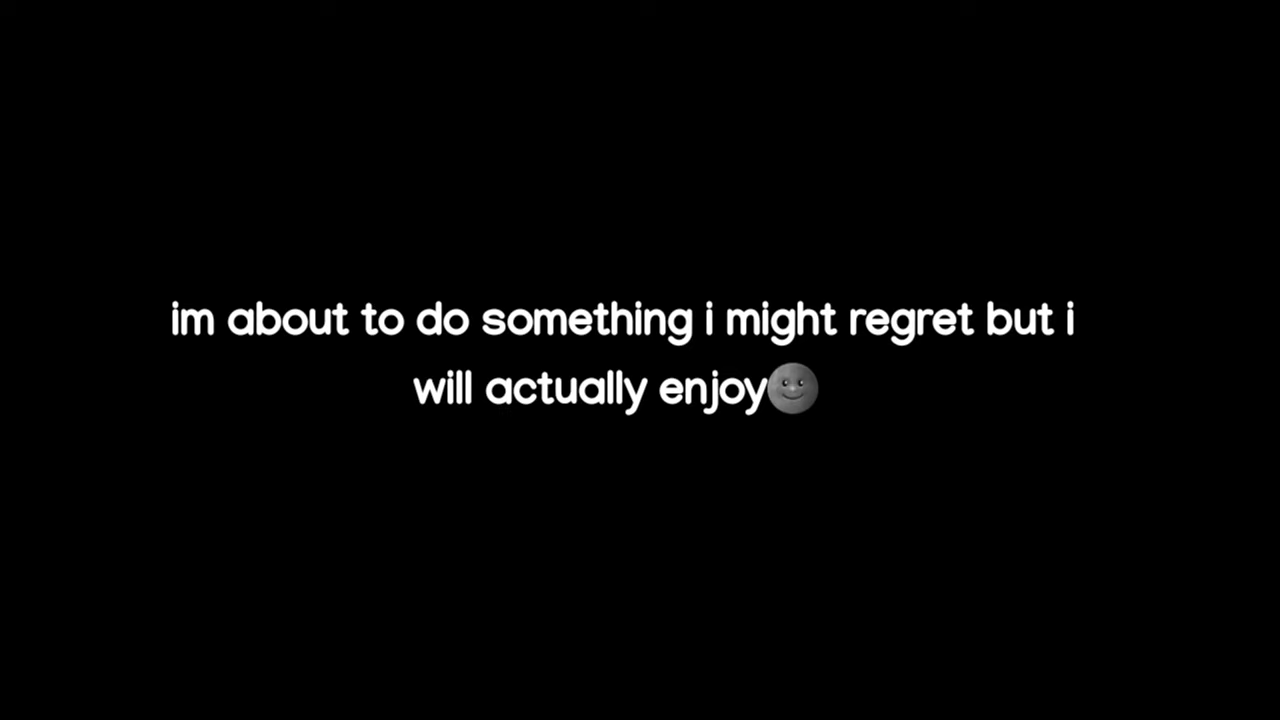 im about to do something i might regret but i
will actually enjoy🌚